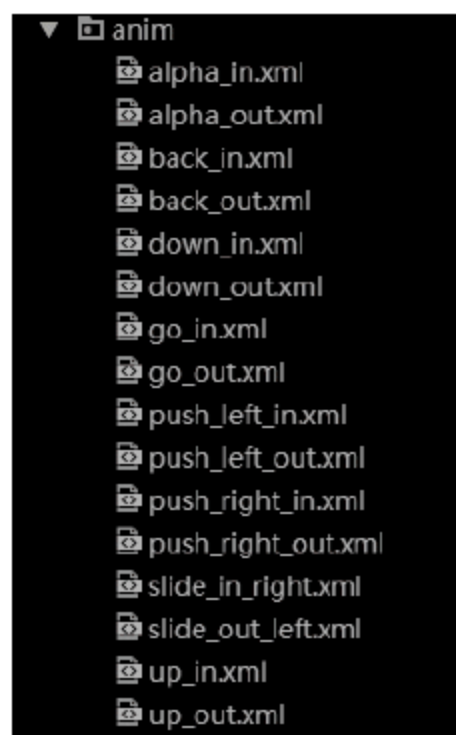 anim
alpha_in.xml
alpha_out.xml
back_in.xml
back_out.xml
down_in.xml
down_out.xml
go_in.xml
go_out.xml
push_left_in.xml
push_left_out.xml
push_right_in.xml
push_right_out.xml
slide_in_right.xml
slide_out_left.xml
up_in.xml
up_out.xml